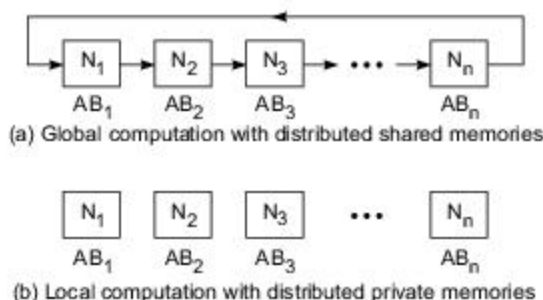 N₁ N₂ N₃ ••• Nₙ
AB₁ AB₂ AB₃ ABₙ
(a) Global computation with distributed shared memories
N₁ N₂ N₃ ••• Nₙ
AB₁ AB₂ AB₃ ABₙ
(b) Local computation with distributed private memories